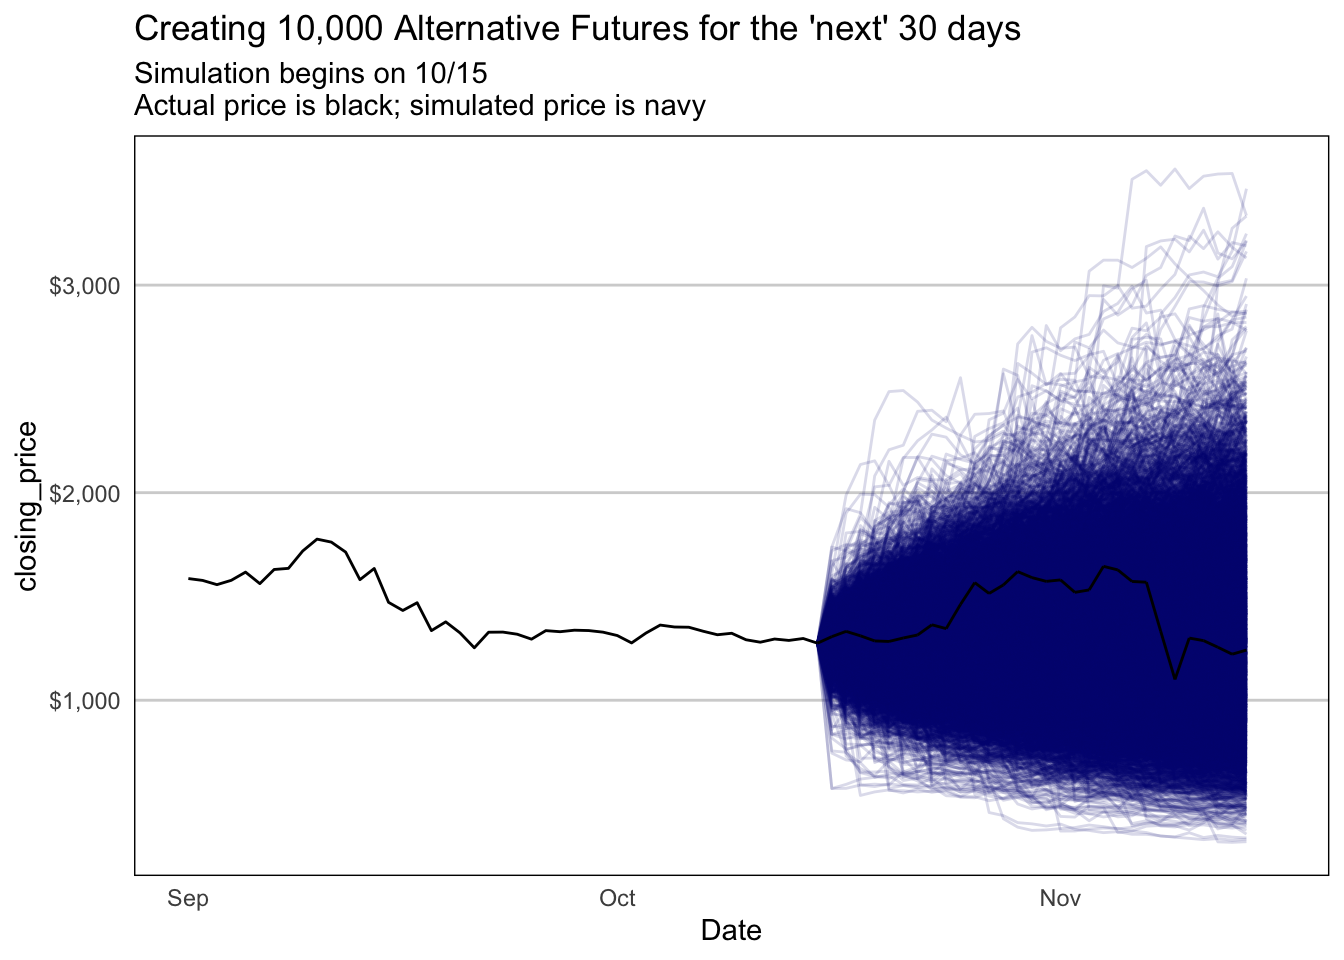 Creating 10,000 Alternative Futures for the 'next' 30 days
Simulation begins on 10/15
Actual price is black; simulated price is navy
closing_price
$3,000
$2,000
$1,000
Sep
Oct
Nov
Date